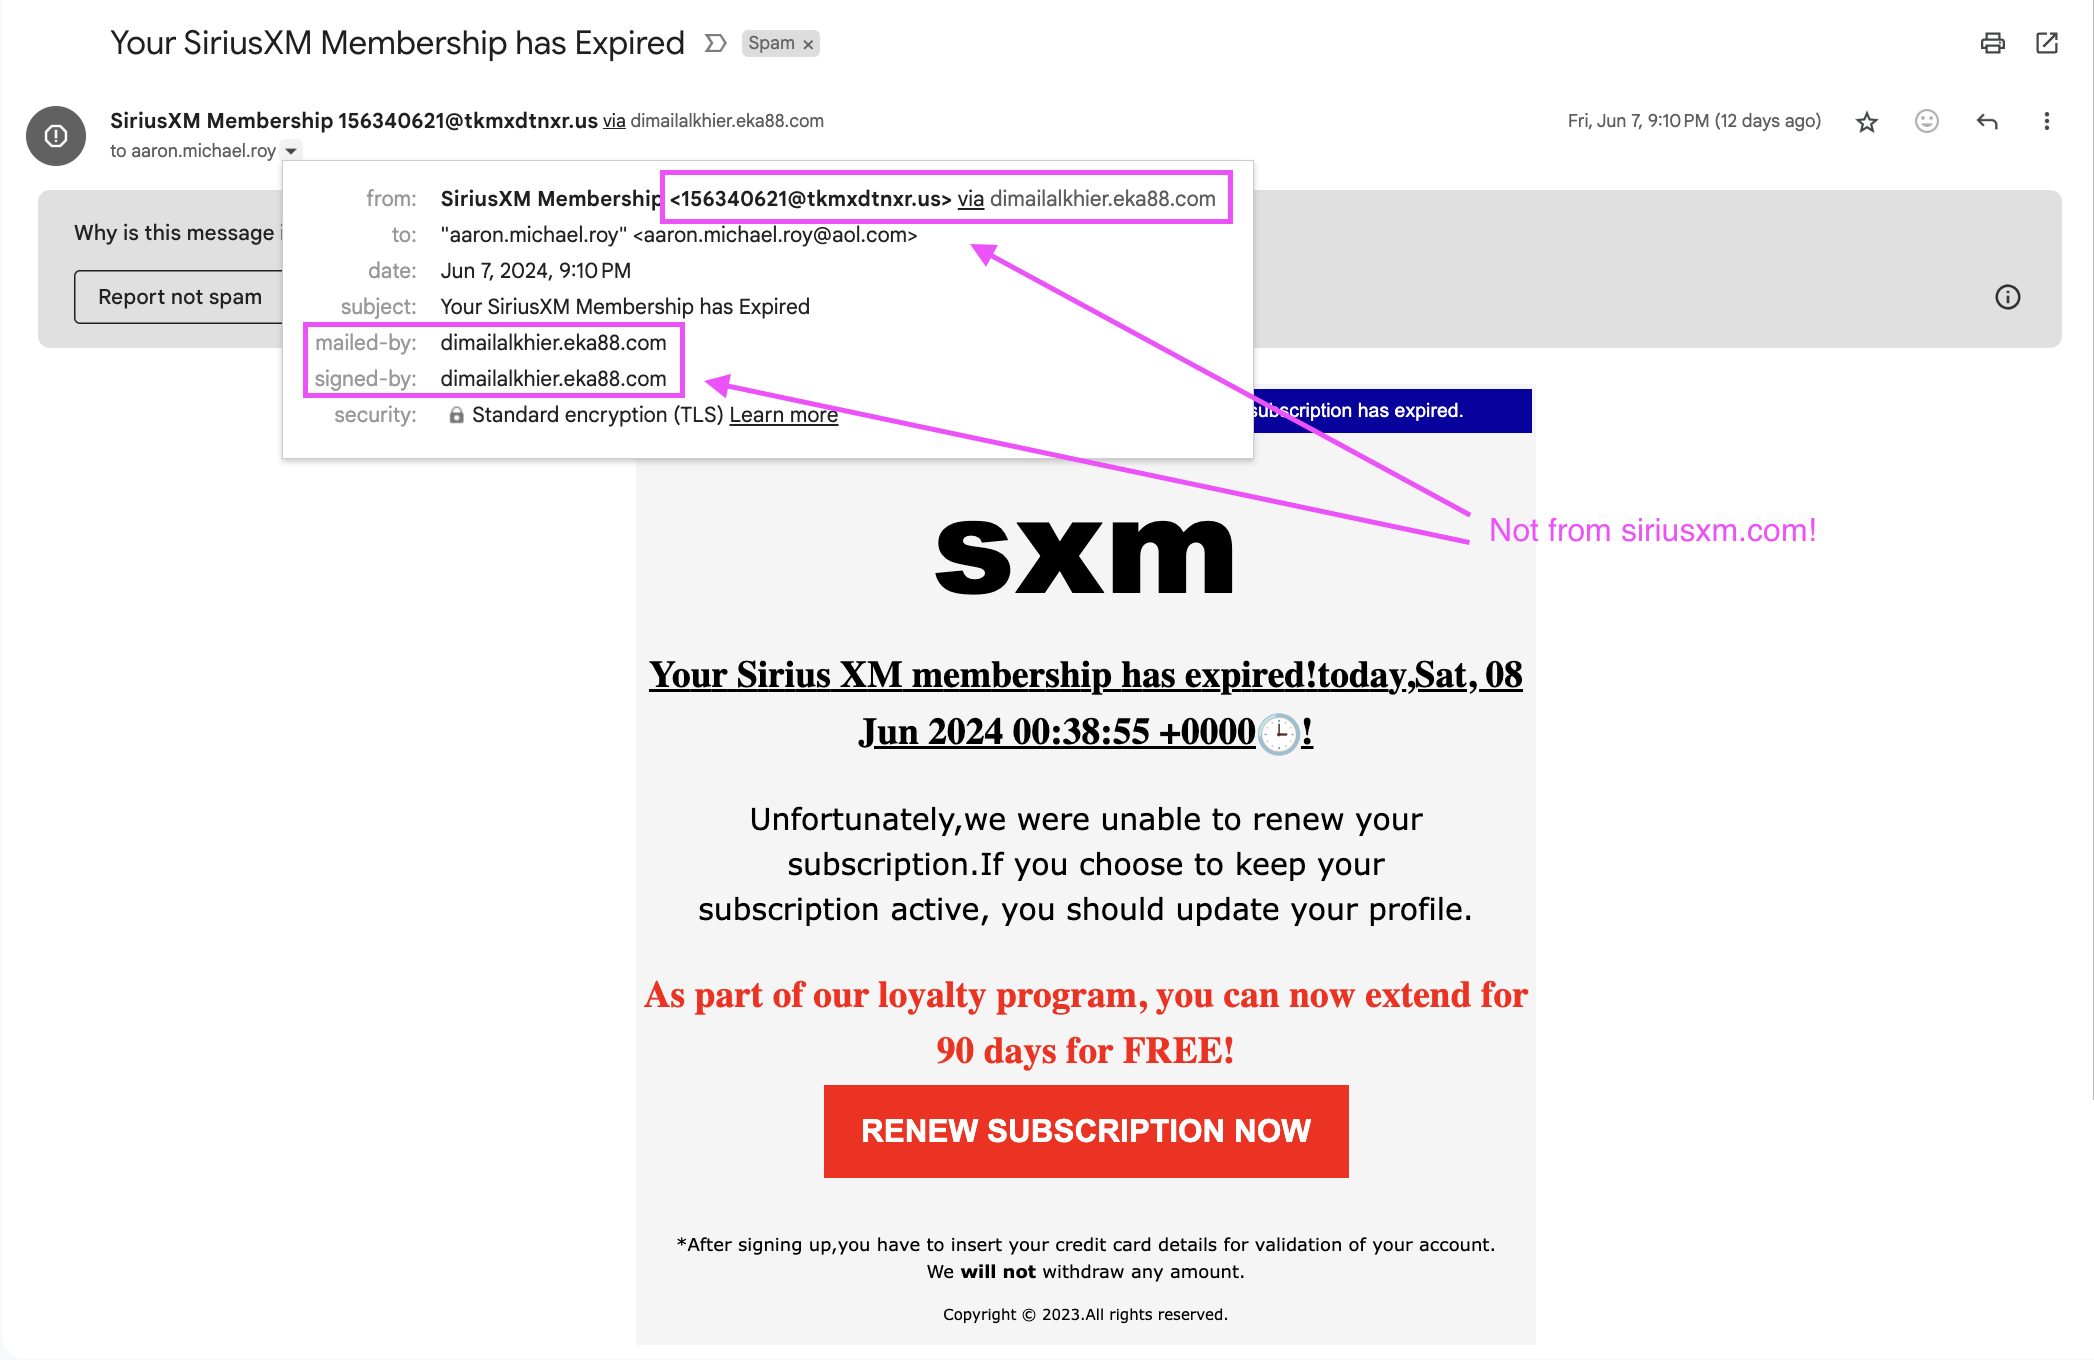 Your SiriusXM Membership has Expired Spam ×
SiriusXM Membership 156340621@tkmxdtnxr.us via dimailalkhier.eka88.com
Fri, Jun 7, 9:10 PM (12 days ago)
to aaron.michael.roy
Why is this message
Report not spam
from: SiriusXM Membership <156340621@tkmxdtnxr.us> via dimailalkhier.eka88.com
to: "aaron.michael.roy" <aaron.michael.roy@aol.com>
date: Jun 7, 2024, 9:10 PM
subject: Your SiriusXM Membership has Expired
mailed-by: dimailalkhier.eka88.com
signed-by: dimailalkhier.eka88.com
security: Standard encryption (TLS) Learn more
subscription has expired.
Not from siriusxm.com!
sxm
Your Sirius XM membership has expired!today,Sat, 08
Jun 2024 00:38:55 +0000🕒!
Unfortunately,we were unable to renew your
subscription.If you choose to keep your
subscription active, you should update your profile.
As part of our loyalty program, you can now extend for
90 days for FREE!
RENEW SUBSCRIPTION NOW
*After signing up,you have to insert your credit card details for validation of your account.
We will not withdraw any amount.
Copyright © 2023.All rights reserved.